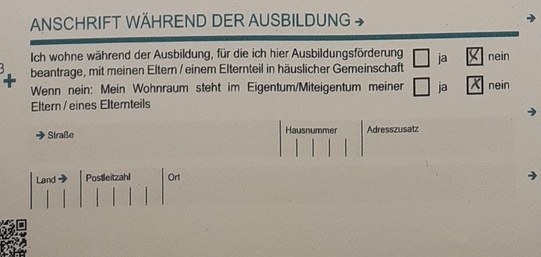 ANSCHRIFT WÄHREND DER AUSBILDUNG →
Ich wohne während der Ausbildung, für die ich hier Ausbildungsförderung
beantrage, mit meinen Eltern / einem Elternteil in häuslicher Gemeinschaft
ja nein
Wenn nein: Mein Wohnraum steht im Eigentum/Miteigentum meiner
Eltern / eines Elternteils
ja nein
→ Straße Hausnummer Adresszusatz
Land → Postleitzahl Ort